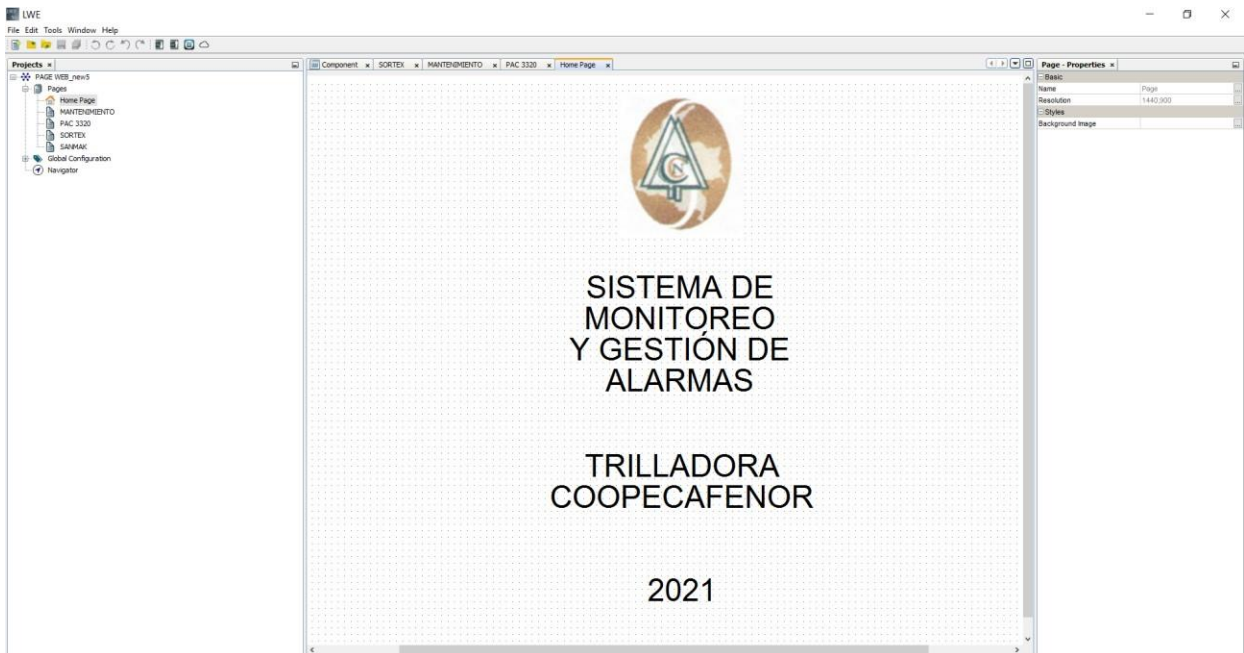 LWE
File Edit Tools Window Help
Projects
PAGE WEB_new5
Pages
Home Page
MANTENIMIENTO
PAC 3320
SORTEX
SANMAK
Global Configuration
Navigator
Component SORTEX MANTENIMIENTO PAC 3320 Home Page
CN
SISTEMA DE
MONITOREO
Y GESTIÓN DE
ALARMAS
TRILLADORA
COOPECAFENOR
2021
Page - Properties
Basic
Name Page
Resolution 1440;900
Styles
Background Image